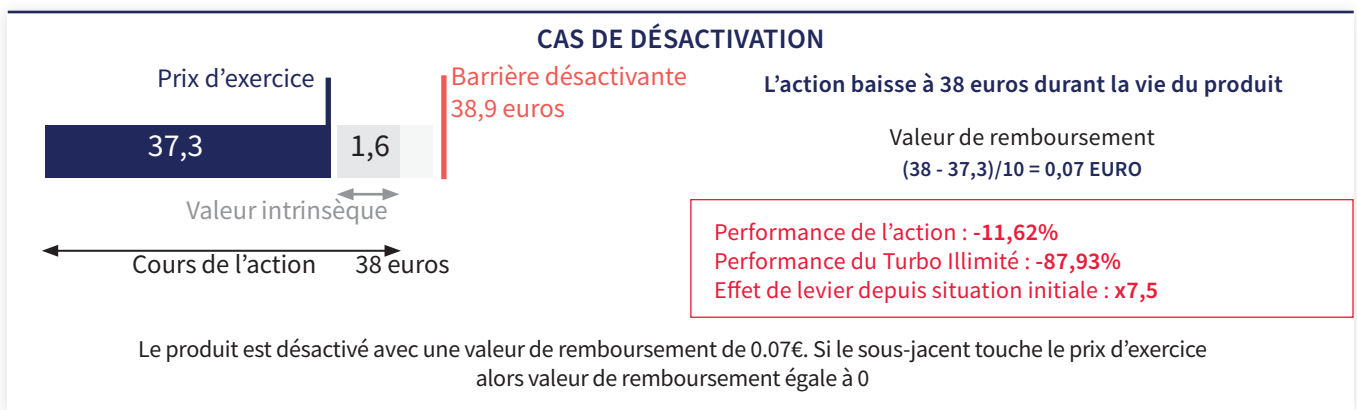 CAS DE DÉSACTIVATION
Prix d'exercice
Barrière désactivante
38,9 euros
37,3
1,6
Valeur intrinsèque
Cours de l'action 38 euros
L'action baisse à 38 euros durant la vie du produit
Valeur de remboursement
(38 - 37,3)/10 = 0,07 EURO
Performance de l'action : -11,62%
Performance du Turbo Illimité : -87,93%
Effet de levier depuis situation initiale : x7,5
Le produit est désactivé avec une valeur de remboursement de 0.07€. Si le sous-jacent touche le prix d'exercice
alors valeur de remboursement égale à 0